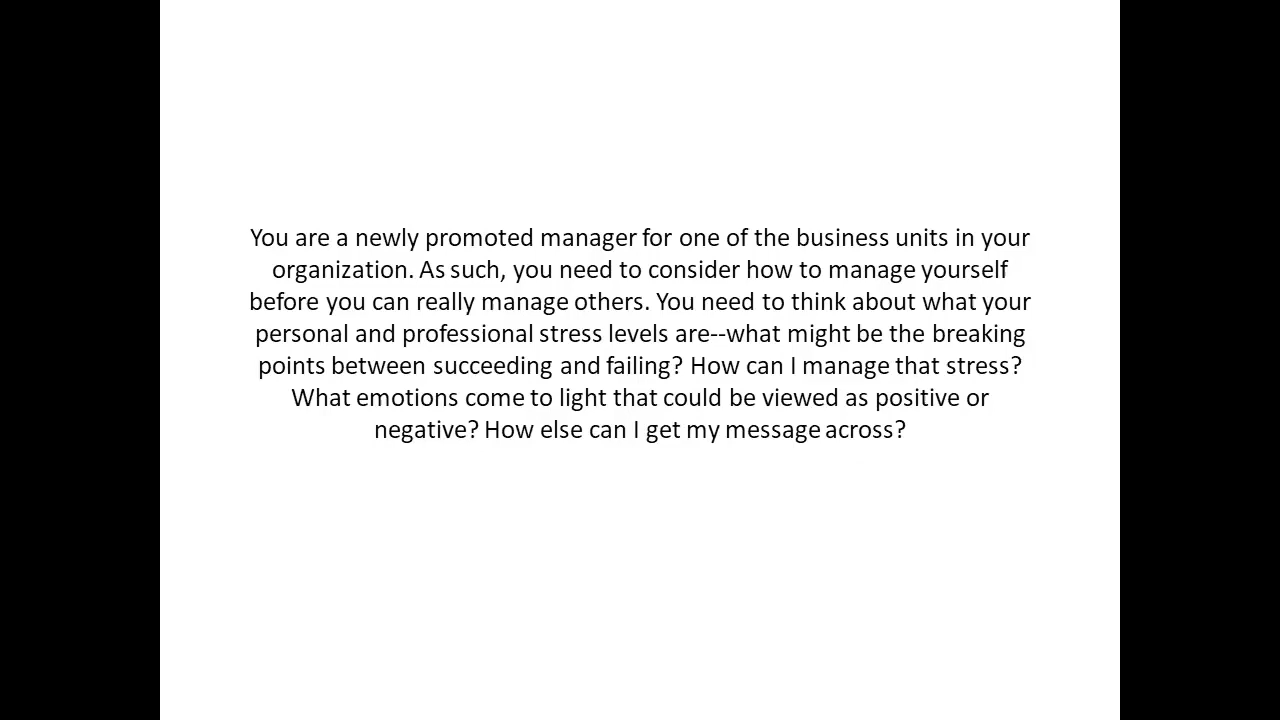 You are a newly promoted manager for one of the business units in your
organization. As such, you need to consider how to manage yourself
before you can really manage others. You need to think about what your
personal and professional stress levels are--what might be the breaking
points between succeeding and failing? How can I manage that stress?
What emotions come to light that could be viewed as positive or
negative? How else can I get my message across?